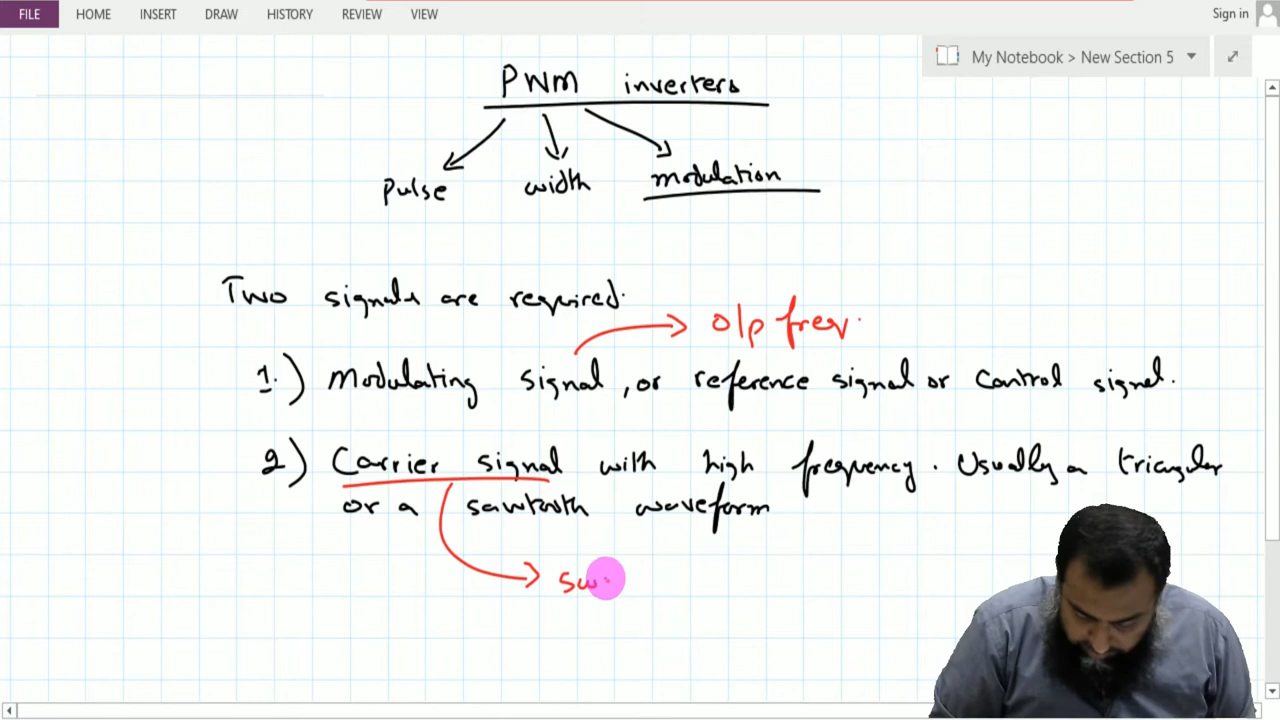 FILE HOME INSERT DRAW HISTORY REVIEW VIEW Sign in
My Notebook > New Section 5
PWM inverters
pulse width modulation
Two signals are required.
o/p freq.
1.) Modulating signal, or reference signal or control signal.
2) Carrier signal with high frequency. Usually a triangular
or a sawtooth waveform
sw